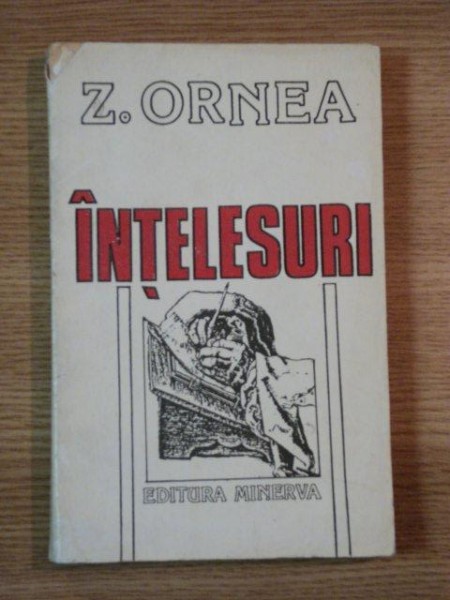 Z. ORNEA
ÎNȚELESURI
EDITURA MINERVA